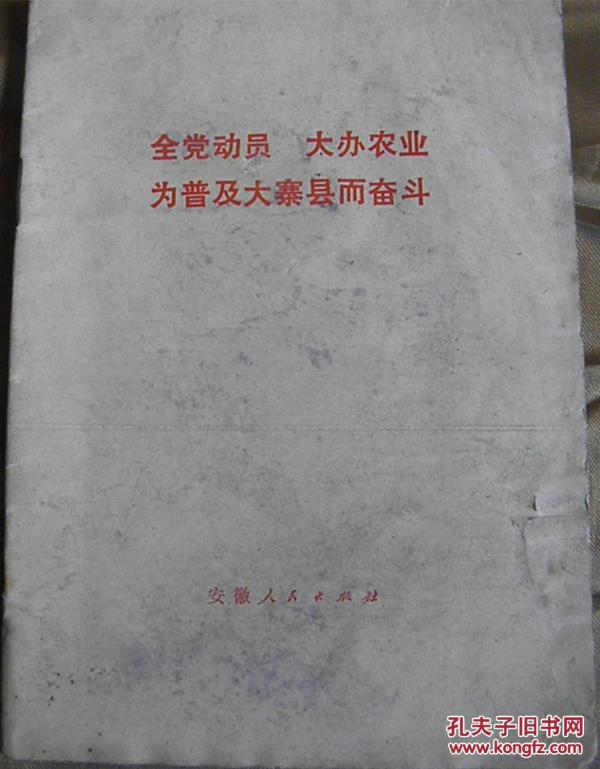 全党动员 大办农业
为普及大寨县而奋斗
安徽人民出版社
孔夫子旧书网
www.kongfz.com